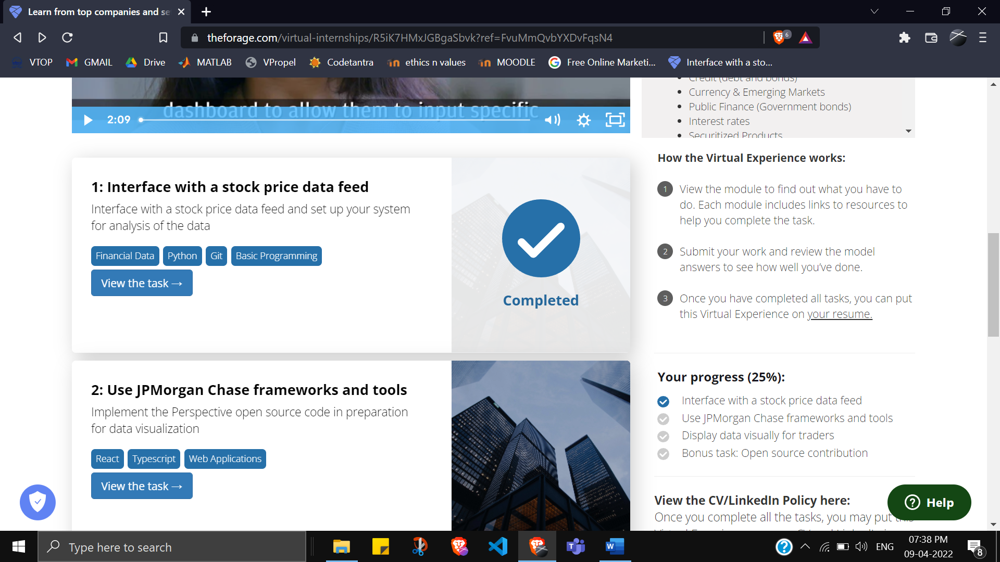 Learn from top companies and se
theforage.com/virtual-internships/R5iK7HMxJGBgaSbvk?ref=FvuMmQvbYXDvFqsN4
6
VTOP
GMAIL
Drive
MATLAB
VPropel
Codetantra
ethics n values
MOODLE
Free Online Marketi...
Interface with a sto...
dashboard to allow them to input specific
2:09
Credit (debt and bonds)
Currency & Emerging Markets
Public Finance (Government bonds)
Interest rates
Securitized Products
1: Interface with a stock price data feed
Interface with a stock price data feed and set up your system
for analysis of the data
Financial Data
Python
Git
Basic Programming
View the task →
Completed
2: Use JPMorgan Chase frameworks and tools
Implement the Perspective open source code in preparation
for data visualization
React
Typescript
Web Applications
View the task →
How the Virtual Experience works:
1
View the module to find out what you have to
do. Each module includes links to resources to
help you complete the task.
2
Submit your work and review the model
answers to see how well you've done.
3
Once you have completed all tasks, you can put
this Virtual Experience on your resume.
Your progress (25%):
Interface with a stock price data feed
Use JPMorgan Chase frameworks and tools
Display data visually for traders
Bonus task: Open source contribution
View the CV/LinkedIn Policy here:
Once you complete all the tasks, you may put this
Help
Type here to search
ENG
07:38 PM
09-04-2022
8